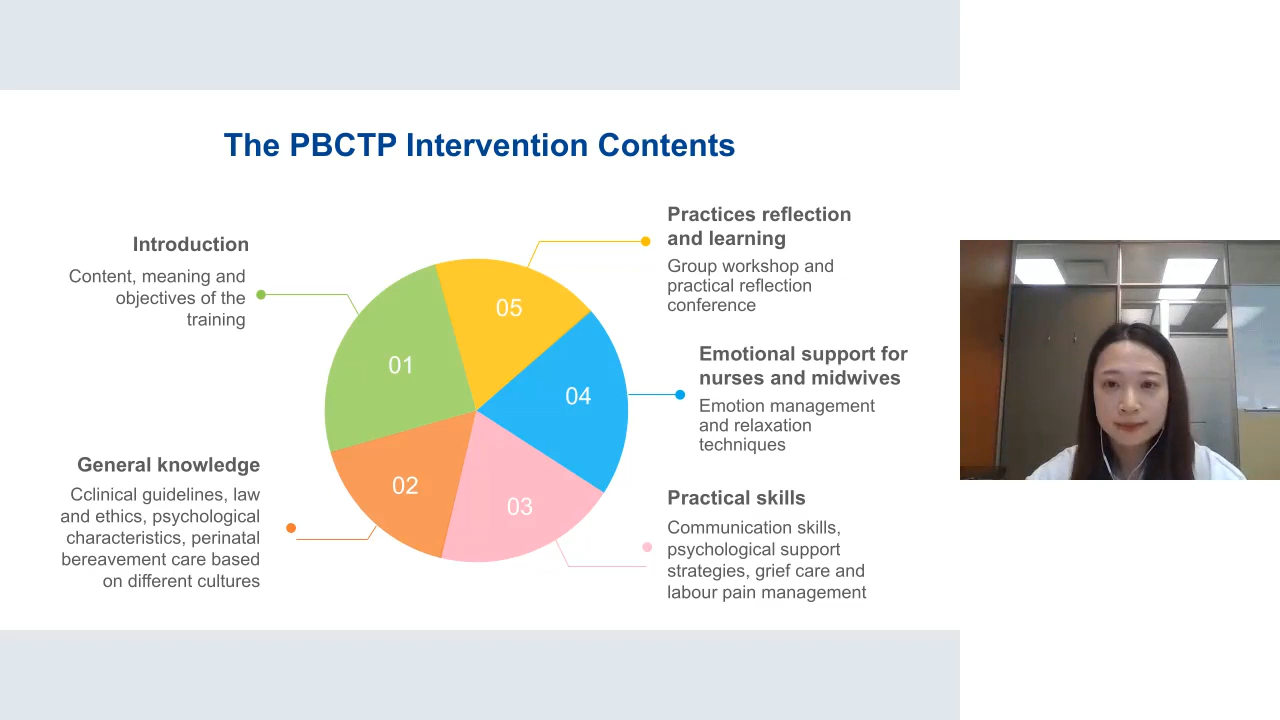 The PBCTP Intervention Contents
Introduction
Content, meaning and
objectives of the
training
General knowledge
Cclinical guidelines, law
and ethics, psychological
characteristics, perinatal
bereavement care based
on different cultures
01
02
03
04
05
Practices reflection
and learning
Group workshop and
practical reflection
conference
Emotional support for
nurses and midwives
Emotion management
and relaxation
techniques
Practical skills
Communication skills,
psychological support
strategies, grief care and
labour pain management